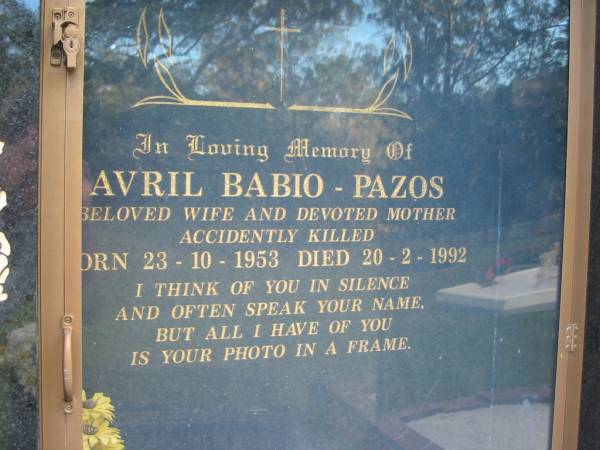 In Loving Memory Of
AVRIL BABIO - PAZOS
BELOVED WIFE AND DEVOTED MOTHER
ACCIDENTLY KILLED
ORN 23 - 10 - 1953 DIED 20 - 2 - 1992
I THINK OF YOU IN SILENCE
AND OFTEN SPEAK YOUR NAME,
BUT ALL I HAVE OF YOU
IS YOUR PHOTO IN A FRAME.